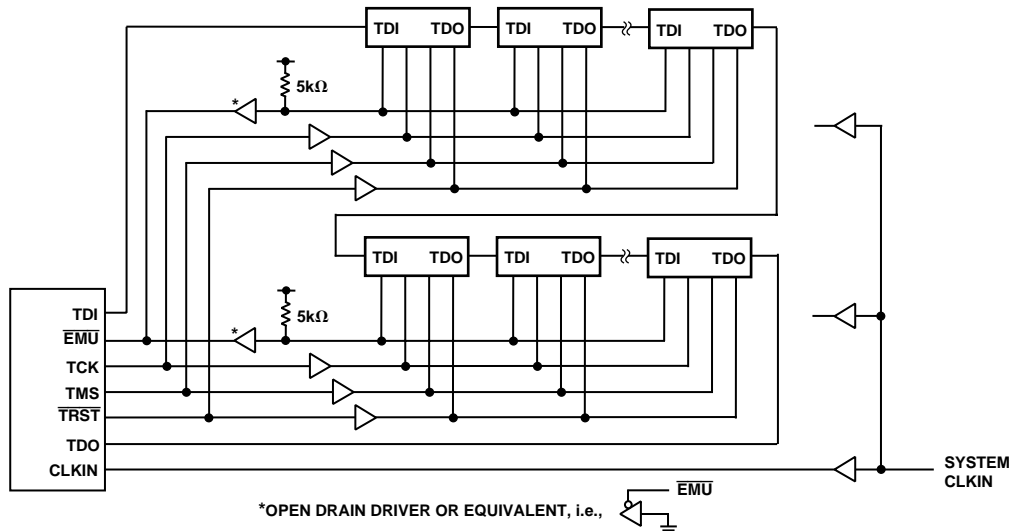 TDI TDO TDI TDO TDI TDO
5kΩ
*
TDI TDO TDI TDO TDI TDO
5kΩ
*
TDI
EMU
TCK
TMS
TRST
TDO
CLKIN
SYSTEM
CLKIN
*OPEN DRAIN DRIVER OR EQUIVALENT, i.e.,
EMU